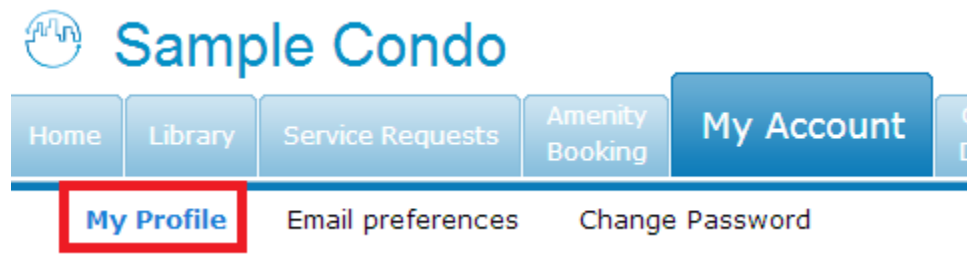 Sample Condo
Home Library Service Requests Amenity Booking My Account
My Profile Email preferences Change Password